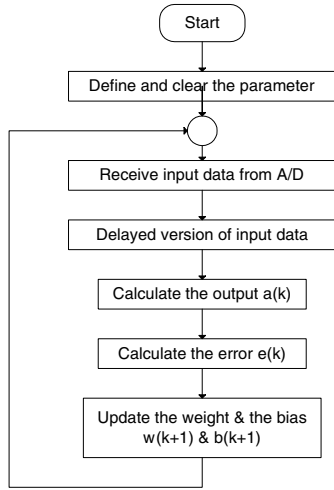 Start
Define and clear the parameter
Receive input data from A/D
Delayed version of input data
Calculate the output a(k)
Calculate the error e(k)
Update the weight & the bias
w(k+1) & b(k+1)